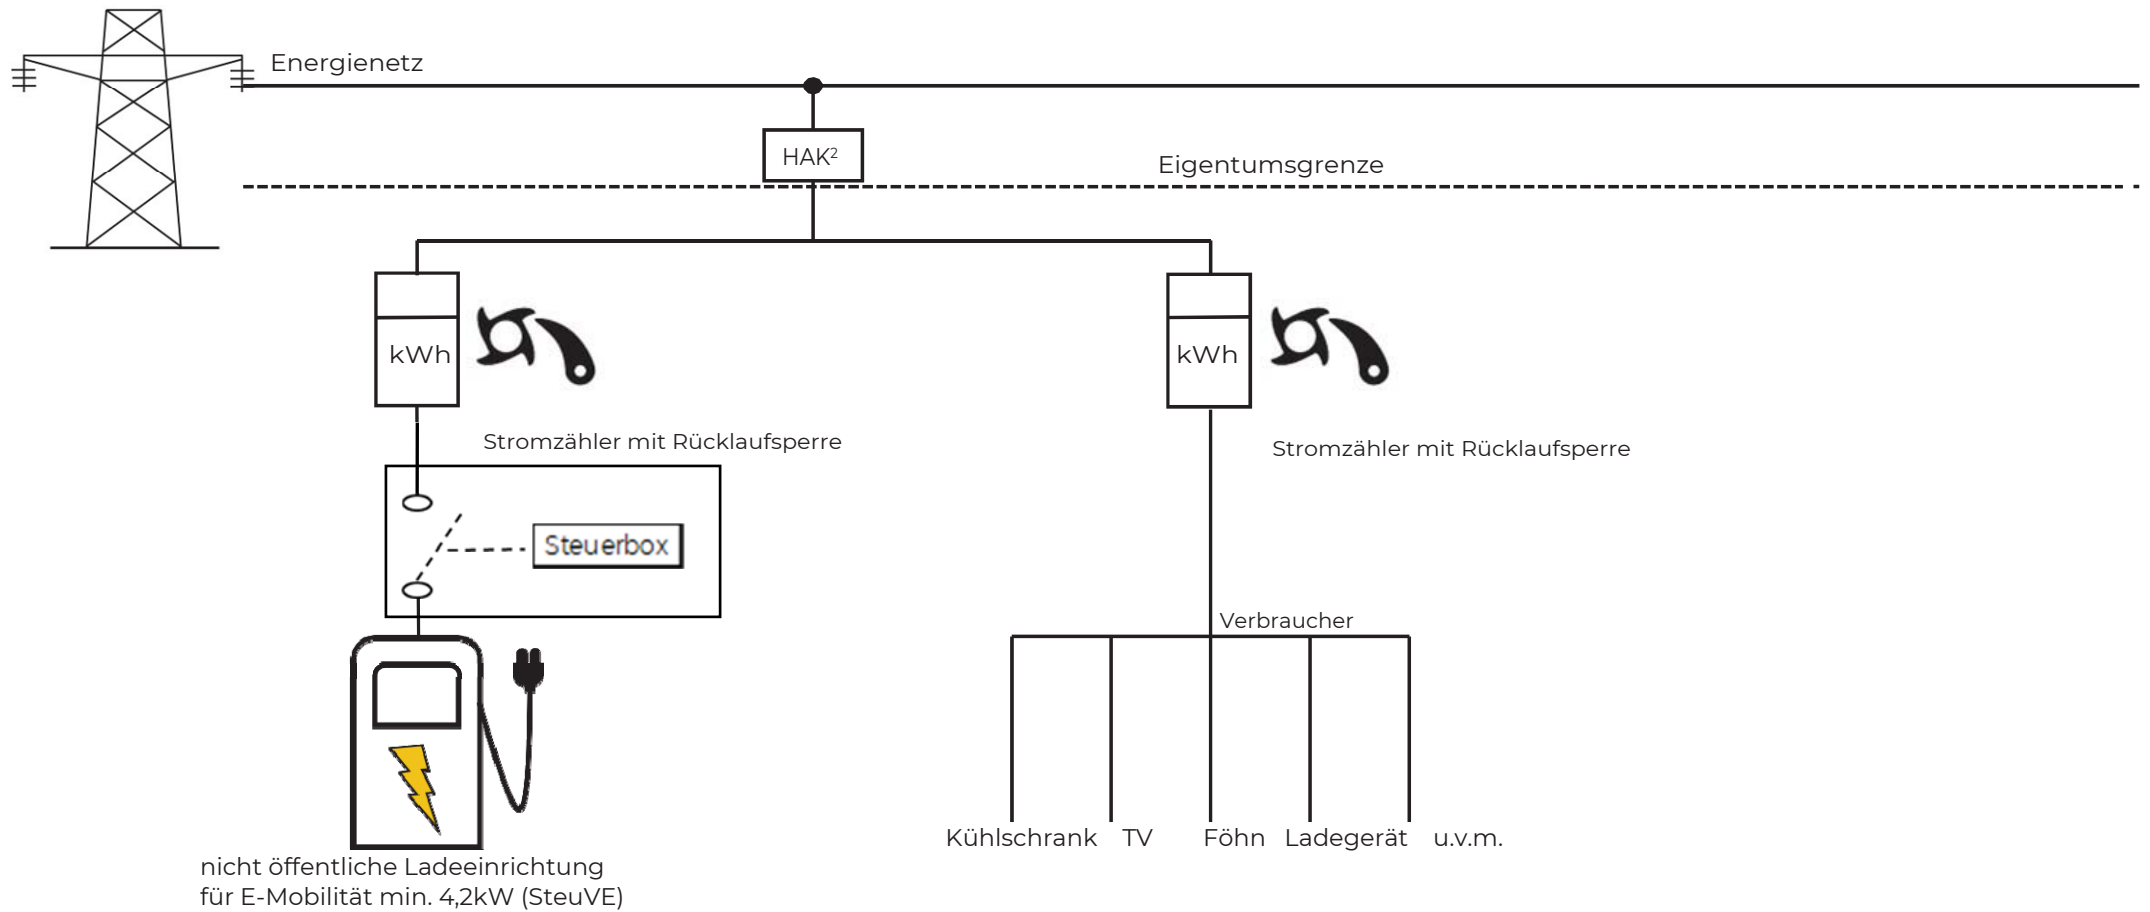 Energienetz
HAK²
Eigentumsgrenze
kWh
kWh
Stromzähler mit Rücklaufsperre
Stromzähler mit Rücklaufsperre
Steuerbox
Verbraucher
Kühlschrank TV Föhn Ladegerät u.v.m.
nicht öffentliche Ladeeinrichtung
für E-Mobilität min. 4,2kW (SteuVE)